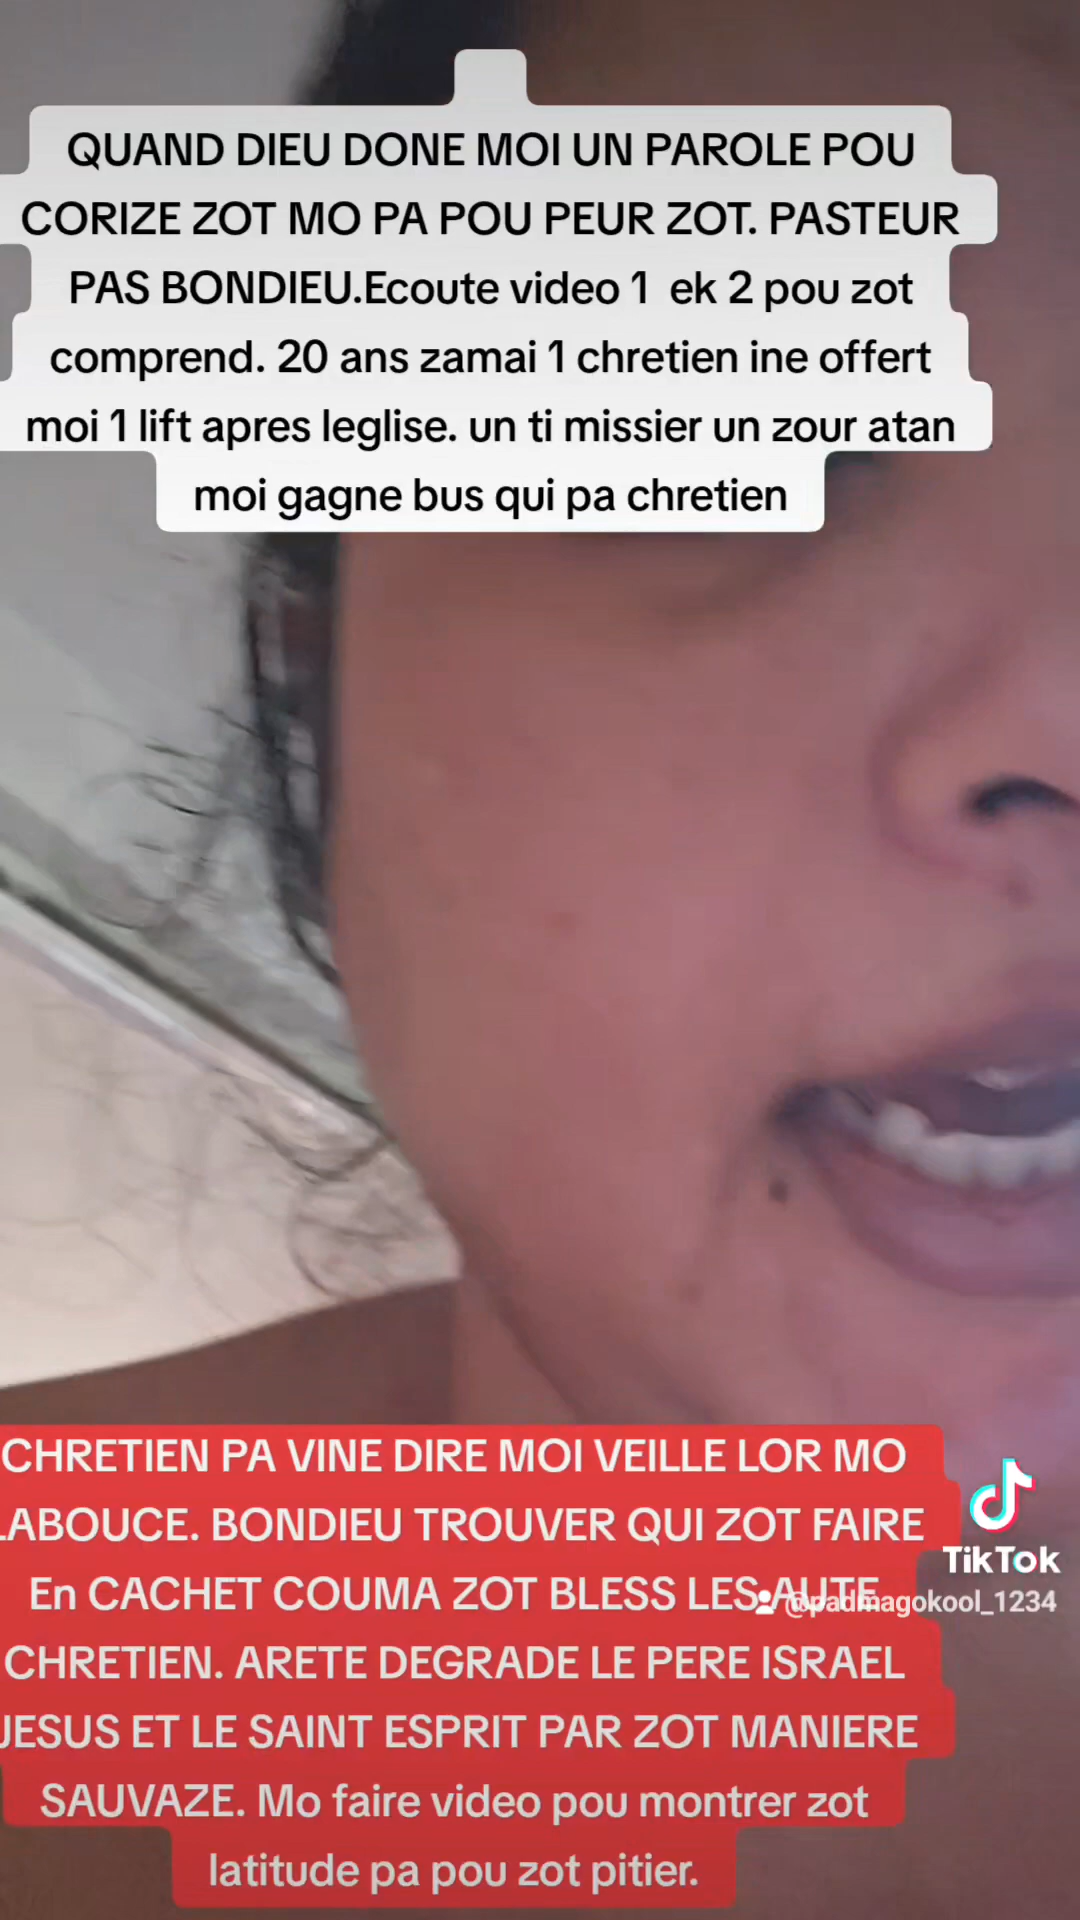 QUAND DIEU DONE MOI UN PAROLE POU
CORIZE ZOT MO PA POU PEUR ZOT. PASTEUR
PAS BONDIEU.Ecoute video 1 ek 2 pou zot
comprend. 20 ans zamai 1 chretien ine offert
moi 1 lift apres leglise. un ti missier un zour atan
moi gagne bus qui pa chretien
CHRETIEN PA VINE DIRE MOI VEILLE LOR MO
LABOUCE. BONDIEU TROUVER QUI ZOT FAIRE
En CACHET COUMA ZOT BLESS LES AUTE
CHRETIEN. ARETE DEGRADE LE PERE ISRAEL
JESUS ET LE SAINT ESPRIT PAR ZOT MANIERE
SAUVAZE. Mo faire video pou montrer zot
latitude pa pou zot pitier.
TikTok
@padmagokool_1234